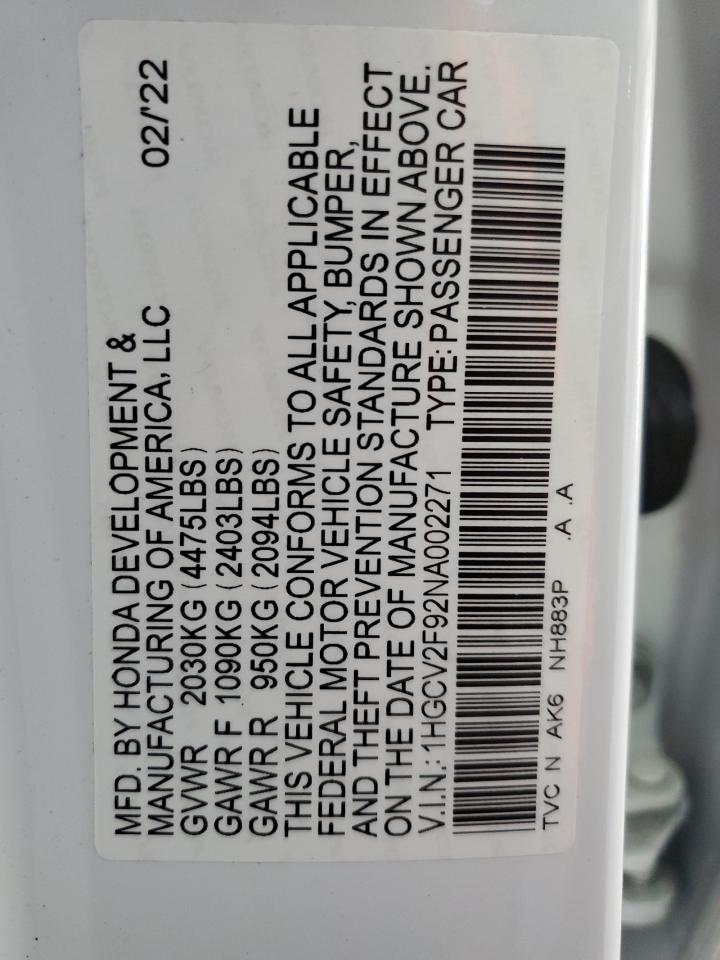 MFD. BY HONDA DEVELOPMENT & 02/'22
MANUFACTURING OF AMERICA, LLC
GVWR 2030KG (4475LBS)
GAWR F 1090KG (2403LBS)
GAWR R 950KG (2094LBS)
THIS VEHICLE CONFORMS TO ALL APPLICABLE
FEDERAL MOTOR VEHICLE SAFETY, BUMPER,
AND THEFT PREVENTION STANDARDS IN EFFECT
ON THE DATE OF MANUFACTURE SHOWN ABOVE.
V.I.N.: 1HGCV2F92NA002271 TYPE: PASSENGER CAR
TVC N AK6 NH883P .A .A